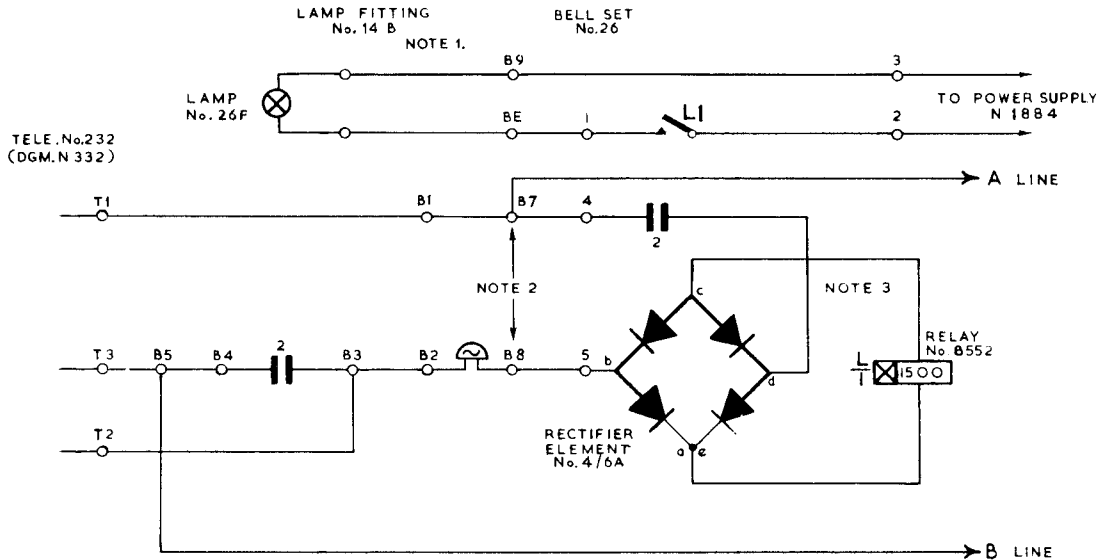 LAMP FITTING
No. 14 B
NOTE 1.
BELL SET
No.26
B9
3
LAMP
No. 26F
TO POWER SUPPLY
N 1884
BE
1
L1
2
TELE. No.232
(DGM. N 332)
A LINE
T1
B1
B7
4
2
NOTE 2
c
NOTE 3
RELAY
No. 8552
T3
B5
B4
2
B3
B2
B8
5
b
d
L
1
1500
T2
RECTIFIER
ELEMENT
No. 4/6A
a
e
B LINE